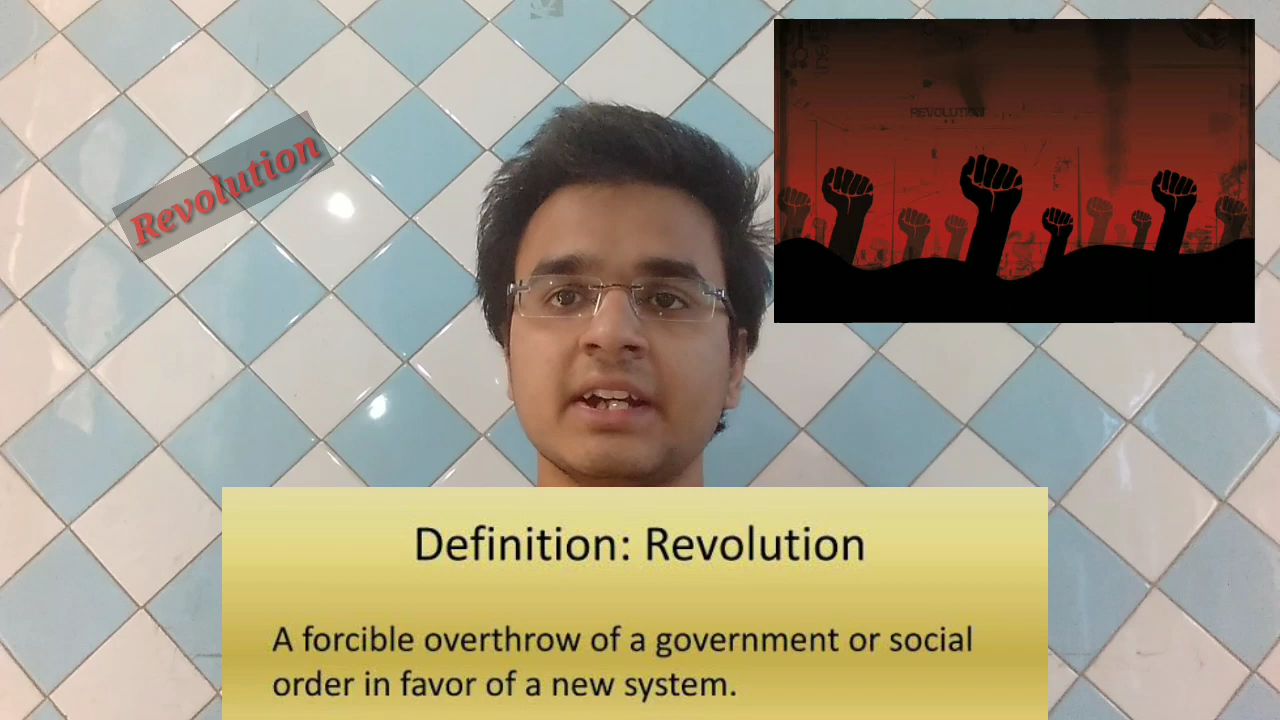 Revolution
REVOLUTION
Definition: Revolution
A forcible overthrow of a government or social
order in favor of a new system.